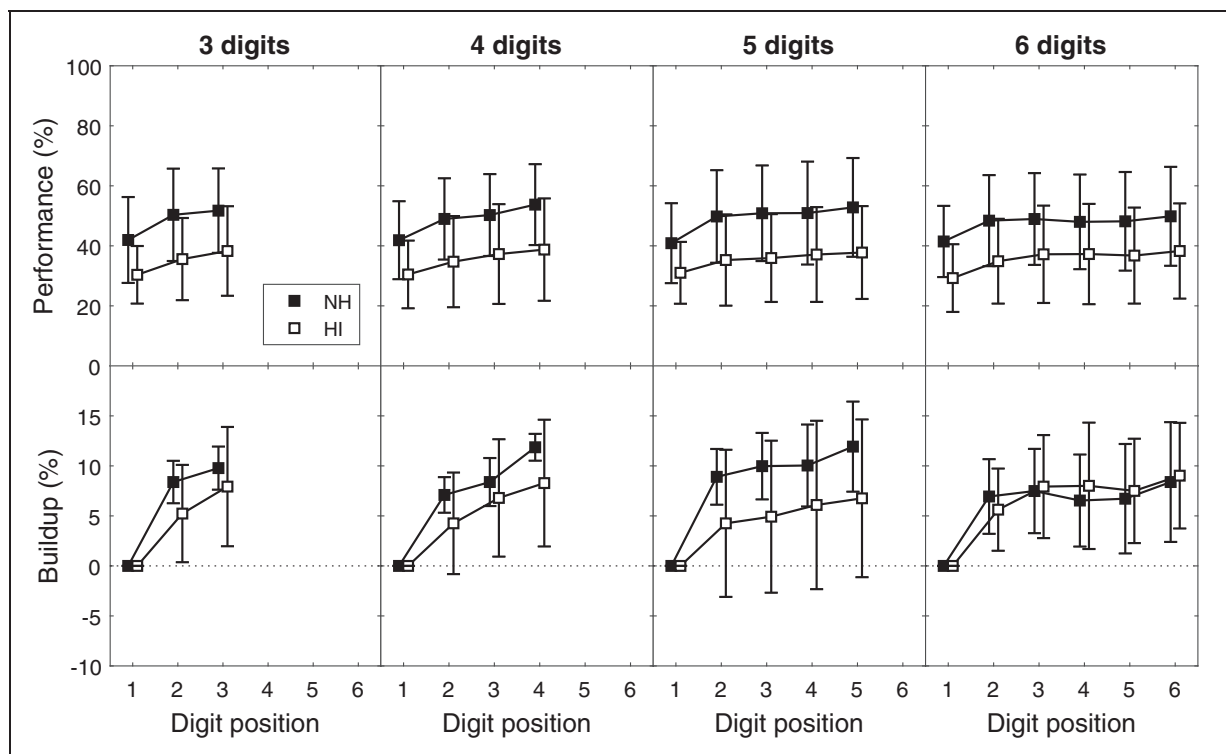 3 digits 4 digits 5 digits 6 digits
Performance (%)
100
80
60
40
20
0
NH
HI
Buildup (%)
15
10
5
0
-5
-10
1 2 3 4 5 6 1 2 3 4 5 6 1 2 3 4 5 6 1 2 3 4 5 6
Digit position Digit position Digit position Digit position